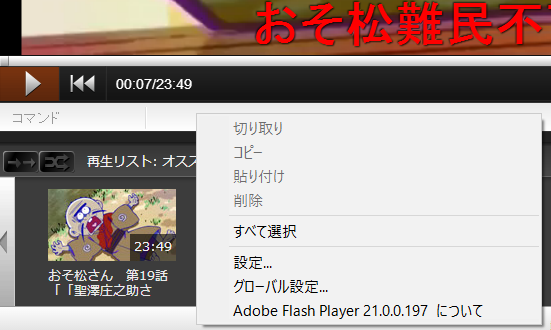 おそ松難民不
00:07/23:49
コマンド
切り取り
コピー
貼り付け
削除
すべて選択
設定...
グローバル設定...
Adobe Flash Player 21.0.0.197 について
再生リスト: オス
23:49
おそ松さん 第19話
「「聖澤庄之助さ